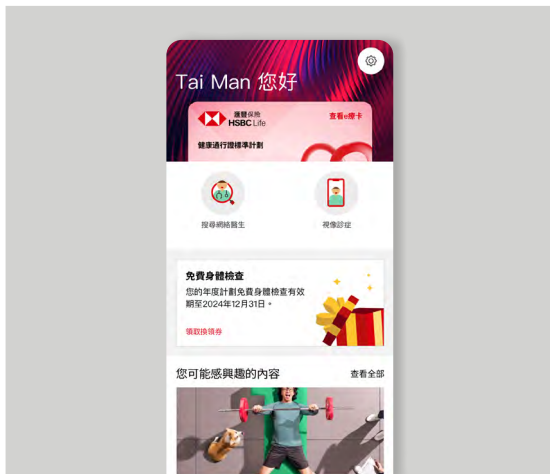 Tai Man 您好
滙豐保險
HSBC Life
查看e療卡
健康通行證標準計劃
搜尋網絡醫生
視像診症
免費身體檢查
您的年度計劃免費身體檢查有效
期至2024年12月31日。
領取換領券
您可能感興趣的內容
查看全部